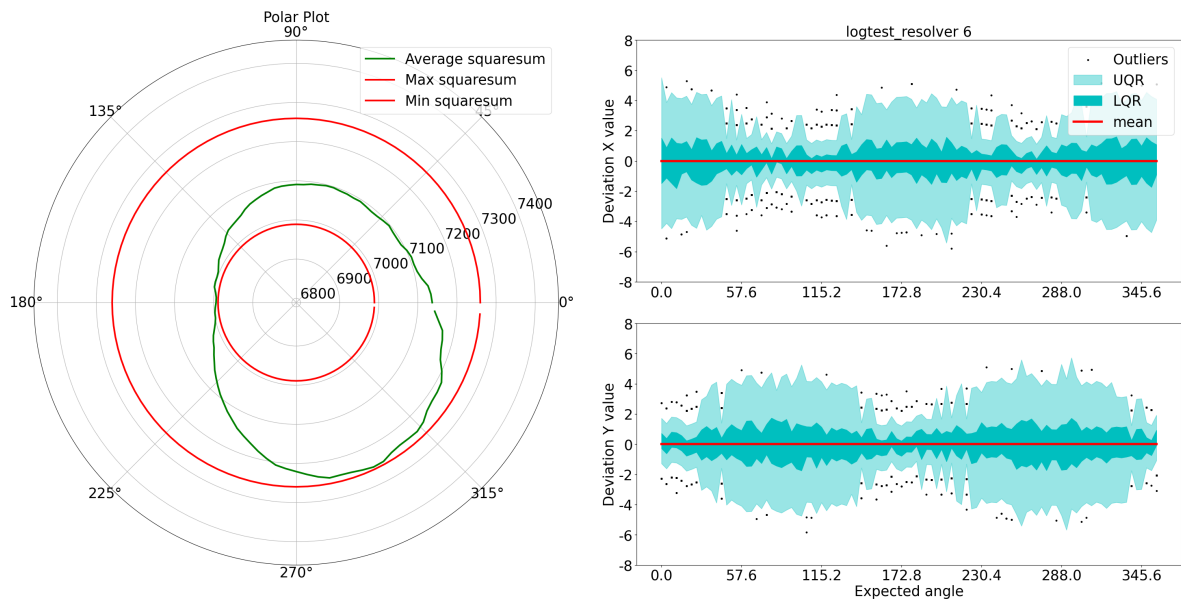 Polar Plot
90°
Average squaresum
Max squaresum
Min squaresum
135°
45°
180°
0°
6800
6900
7000
7100
7200
7300
7400
225°
315°
270°
logtest_resolver 6
Deviation X value
8
6
4
2
0
-2
-4
-6
-8
0.0 57.6 115.2 172.8 230.4 288.0 345.6
Outliers
UQR
LQR
mean
Deviation Y value
8
6
4
2
0
-2
-4
-6
-8
0.0 57.6 115.2 172.8 230.4 288.0 345.6
Expected angle